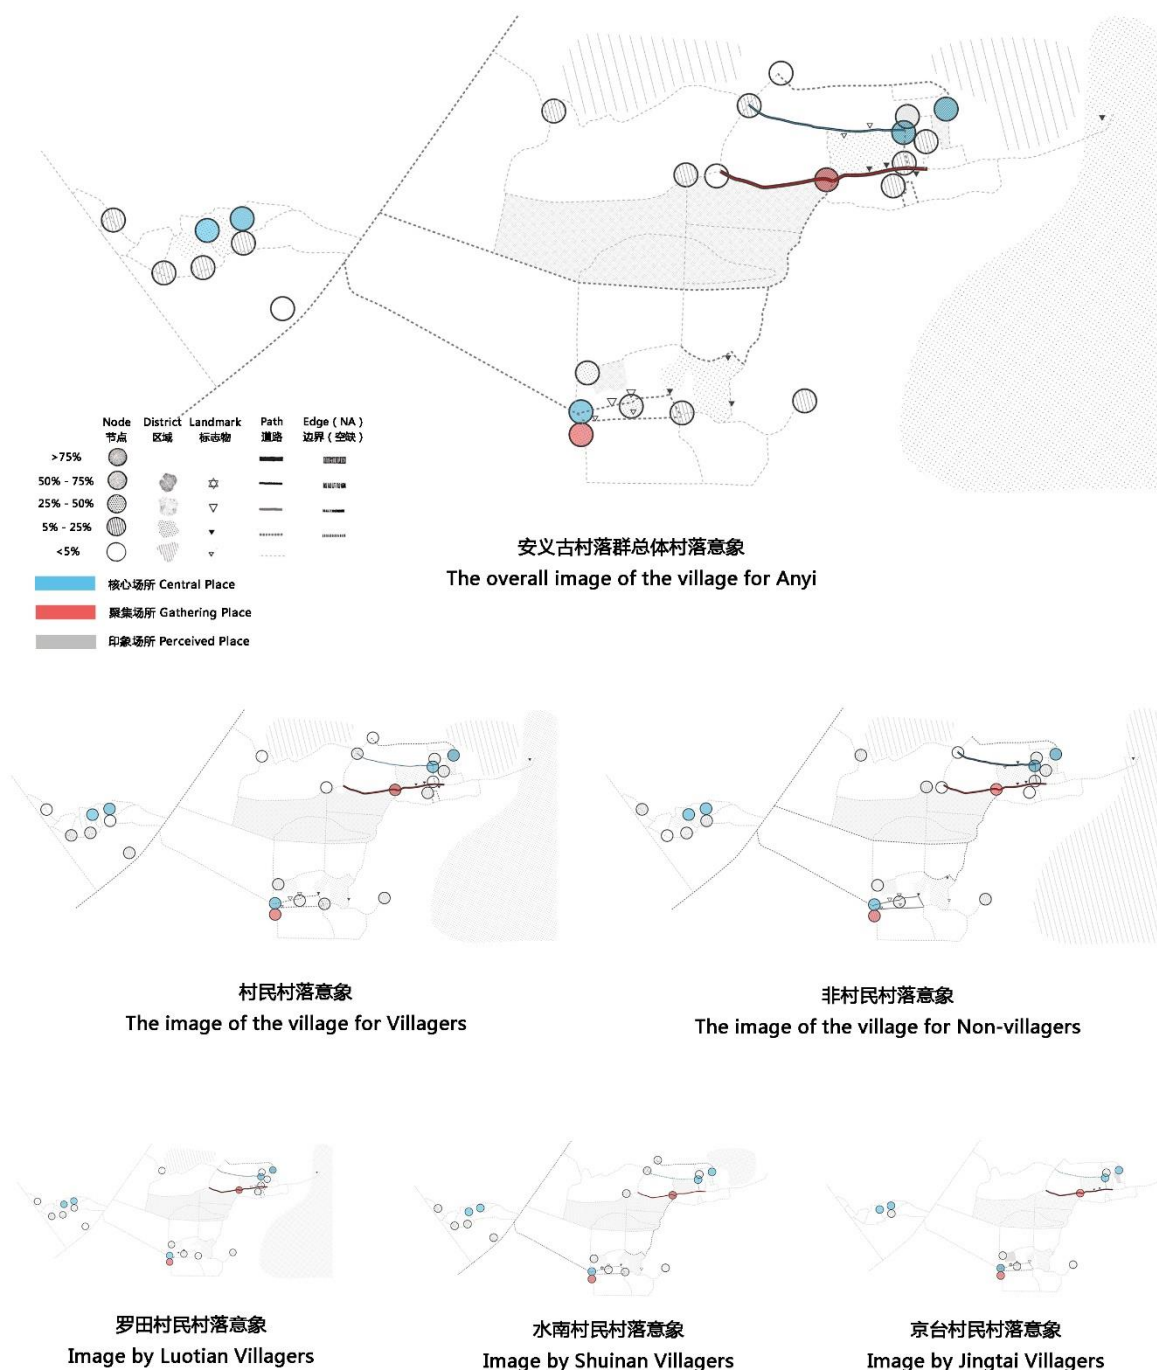 Node District Landmark Path Edge（NA）
节点 区域 标志物 道路 边界（空缺）
>75%
50% - 75%
25% - 50%
5% - 25%
<5%
核心场所 Central Place
聚集场所 Gathering Place
印象场所 Perceived Place
安义古村落群总体村落意象
The overall image of the village for Anyi
村民村落意象
The image of the village for Villagers
非村民村落意象
The image of the village for Non-villagers
罗田村民村落意象
Image by Luotian Villagers
水南村民村落意象
Image by Shuinan Villagers
京台村民村落意象
Image by Jingtai Villagers